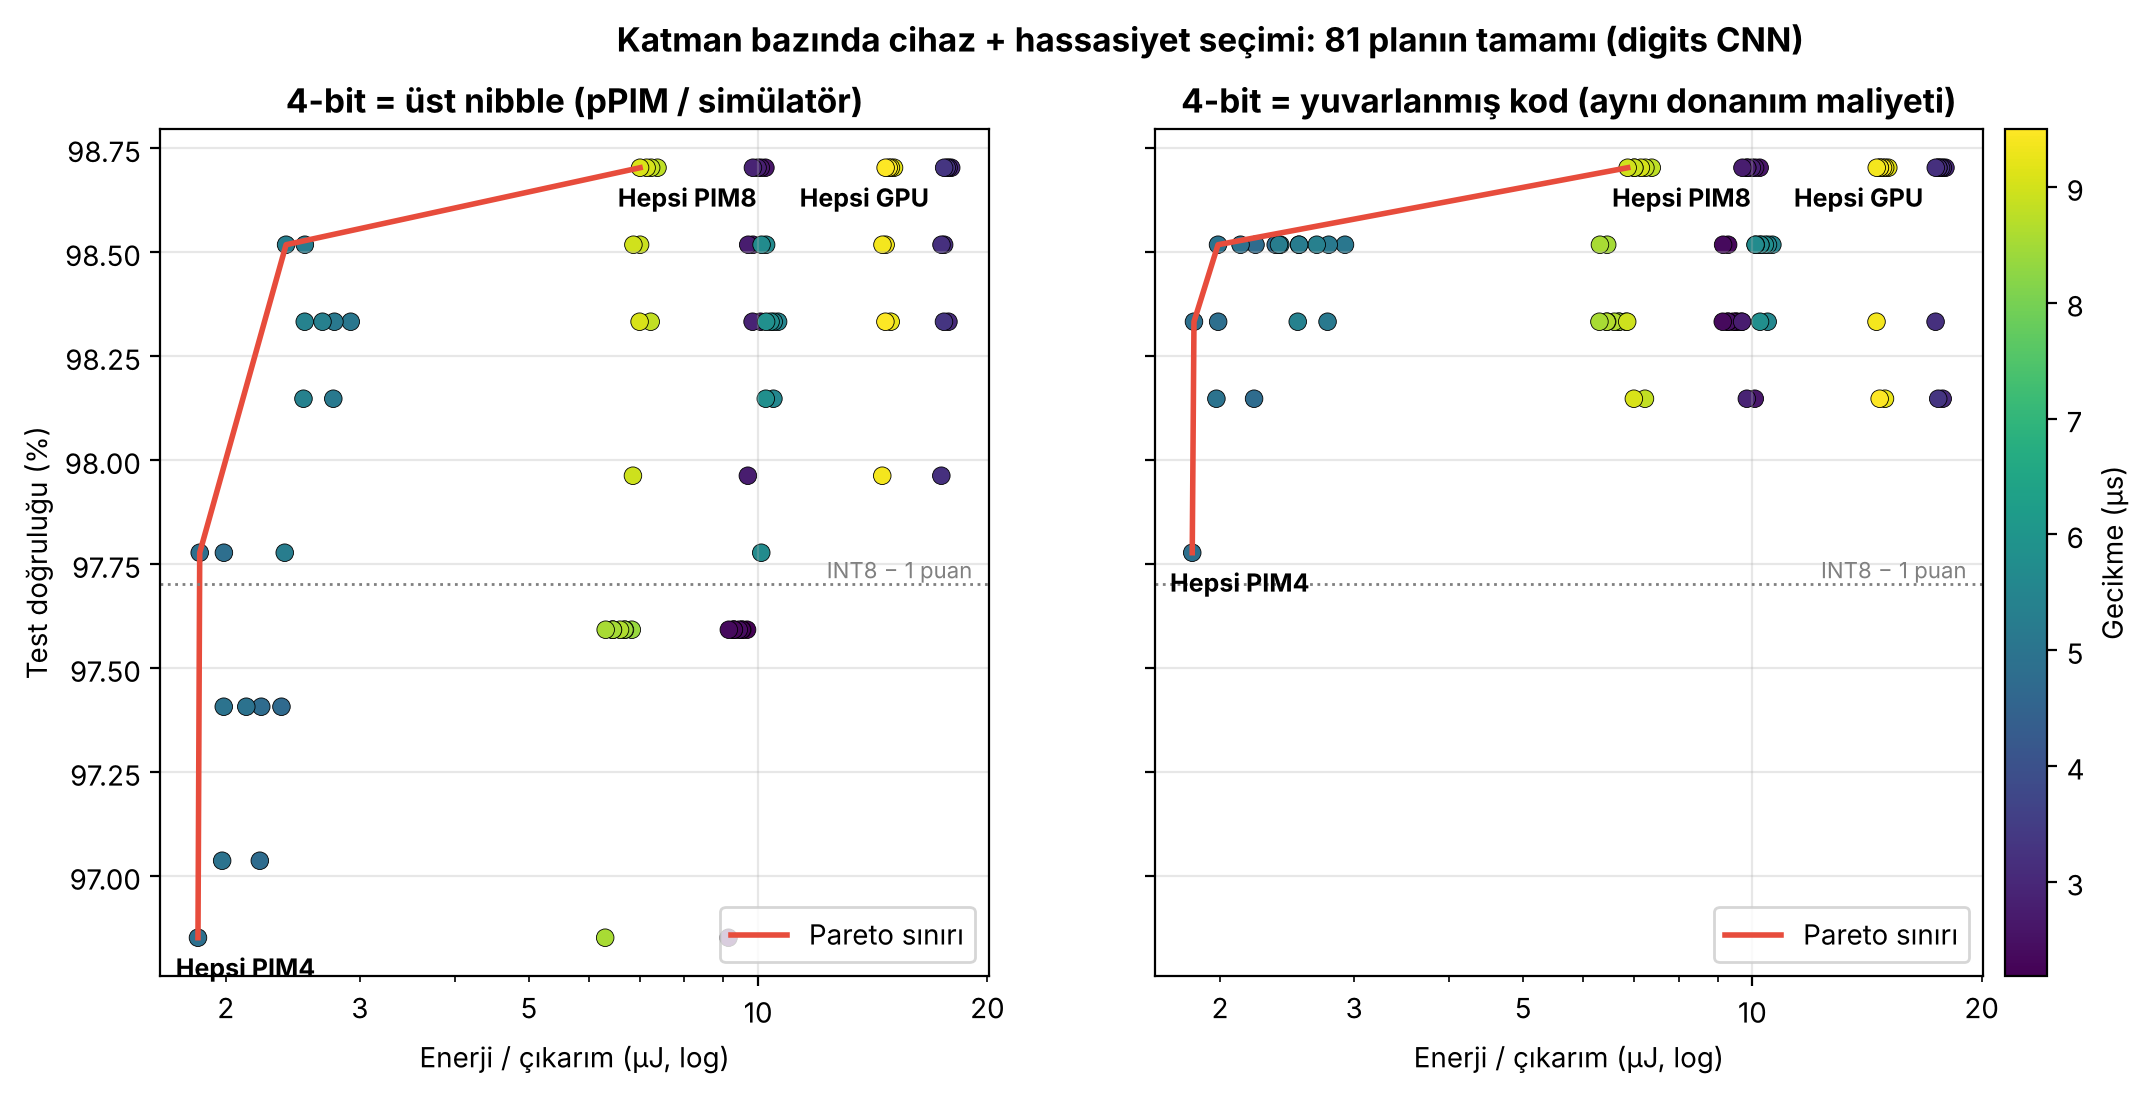 Katman bazında cihaz + hassasiyet seçimi: 81 planın tamamı (digits CNN)
4-bit = üst nibble (pPIM / simülatör)
98.75
98.50
98.25
98.00
97.75
97.50
97.25
97.00
Test doğruluğu (%)
Hepsi PIM8
Hepsi GPU
INT8 − 1 puan
Hepsi PIM4
Pareto sınırı
2
3
5
10
20
Enerji / çıkarım (µJ, log)
4-bit = yuvarlanmış kod (aynı donanım maliyeti)
Hepsi PIM8
Hepsi GPU
INT8 − 1 puan
Hepsi PIM4
Pareto sınırı
2
3
5
10
20
Enerji / çıkarım (µJ, log)
9
8
7
6
5
4
3
Gecikme (µs)